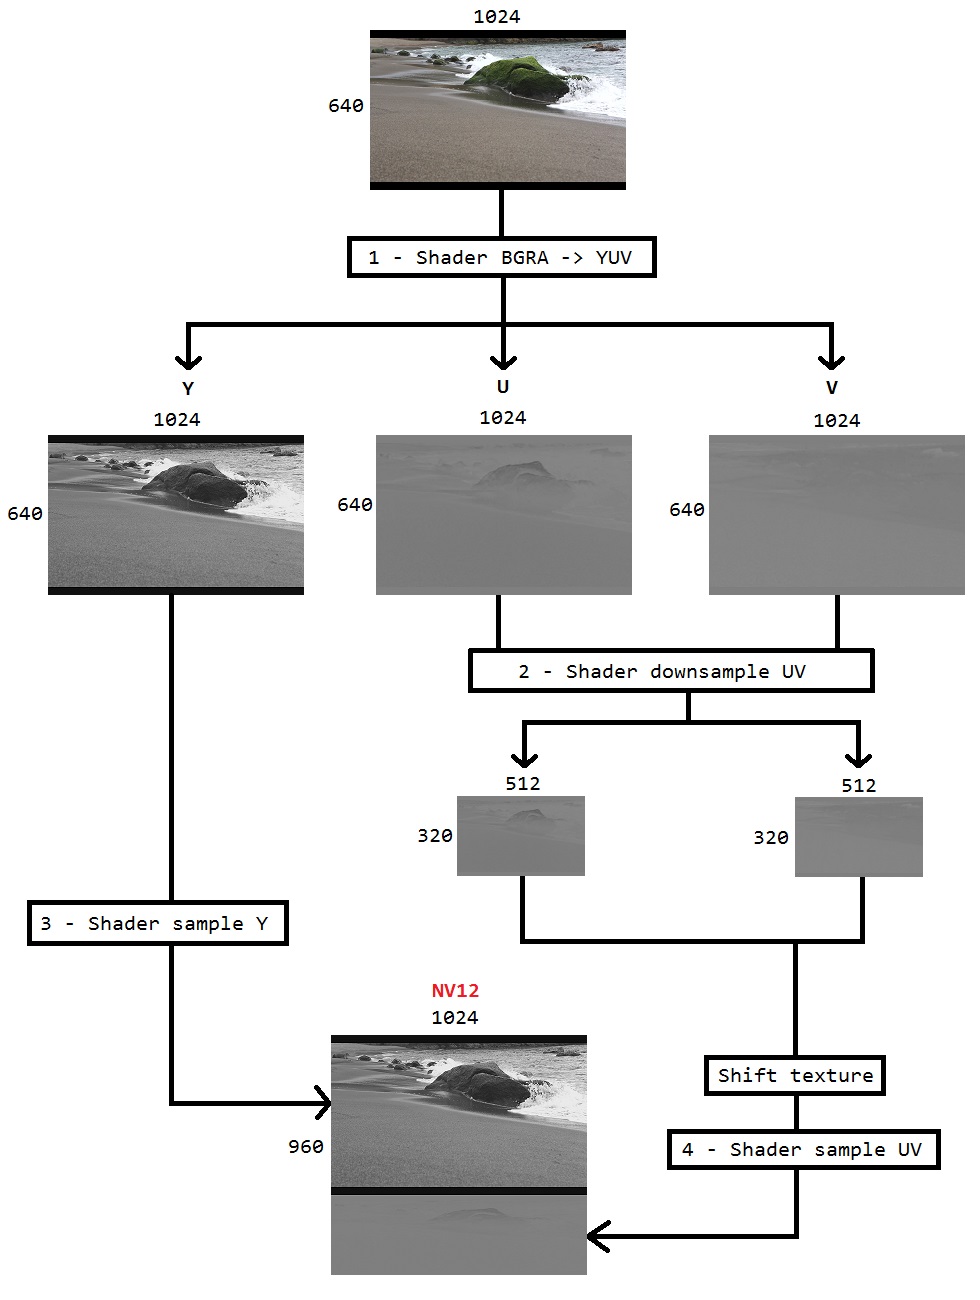 1024
640
1 - Shader BGRA -> YUV
Y
U
V
1024
1024
1024
640
640
640
2 - Shader downsample UV
512
512
320
320
3 - Shader sample Y
NV12
1024
Shift texture
960
4 - Shader sample UV